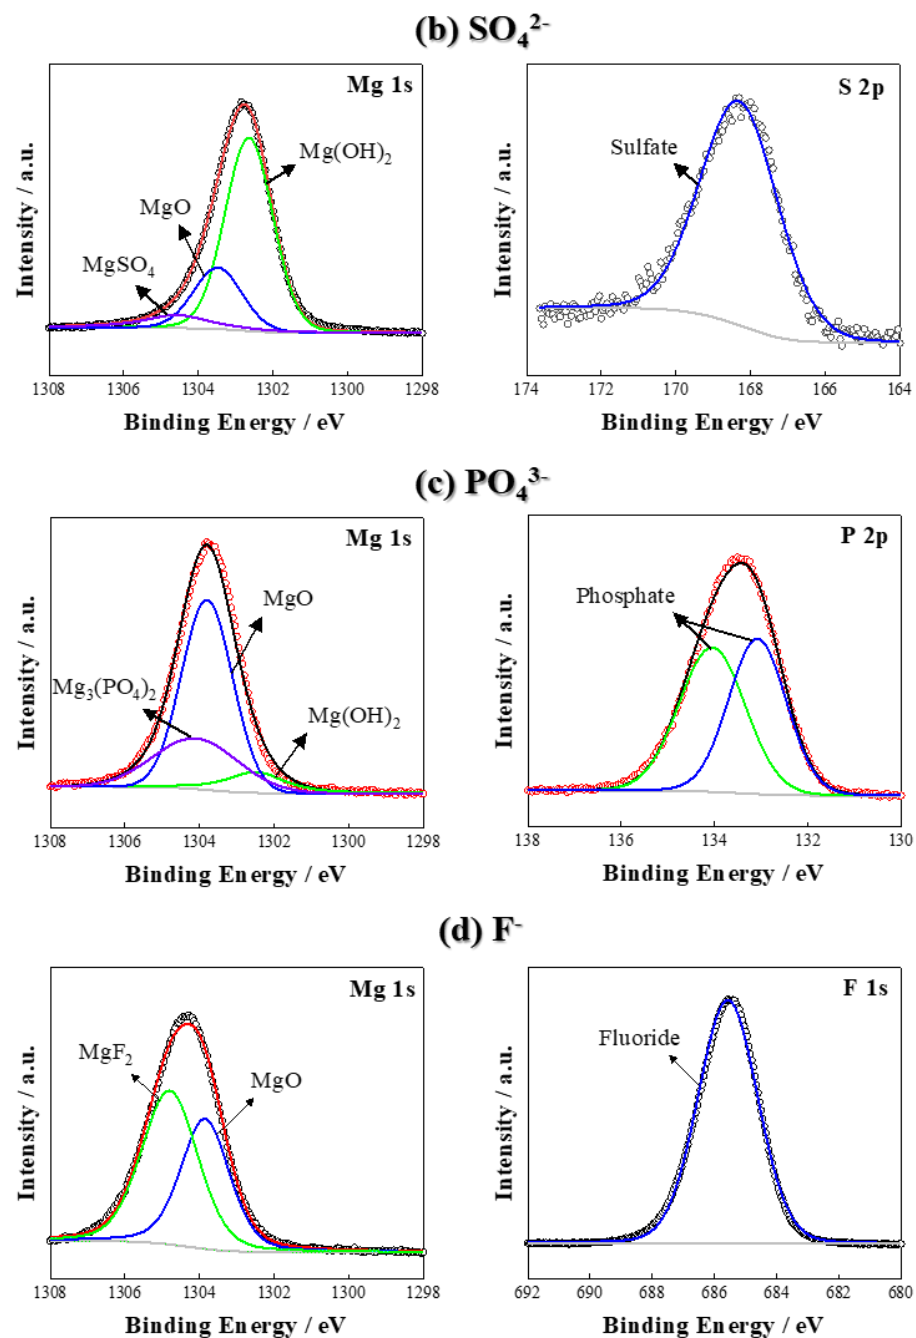 (b) SO₄²⁻
Mg 1s
Mg(OH)₂
MgO
MgSO₄
Intensity / a.u.
1308 1306 1304 1302 1300 1298
Binding Energy / eV
S 2p
Sulfate
Intensity / a.u.
174 172 170 168 166 164
Binding Energy / eV
(c) PO₄³⁻
Mg 1s
MgO
Mg₃(PO₄)₂
Mg(OH)₂
Intensity / a.u.
1308 1306 1304 1302 1300 1298
Binding Energy / eV
P 2p
Phosphate
Intensity / a.u.
138 136 134 132 130
Binding Energy / eV
(d) F⁻
Mg 1s
MgF₂
MgO
Intensity / a.u.
1308 1306 1304 1302 1300 1298
Binding Energy / eV
F 1s
Fluoride
Intensity / a.u.
692 690 688 686 684 682 680
Binding Energy / eV